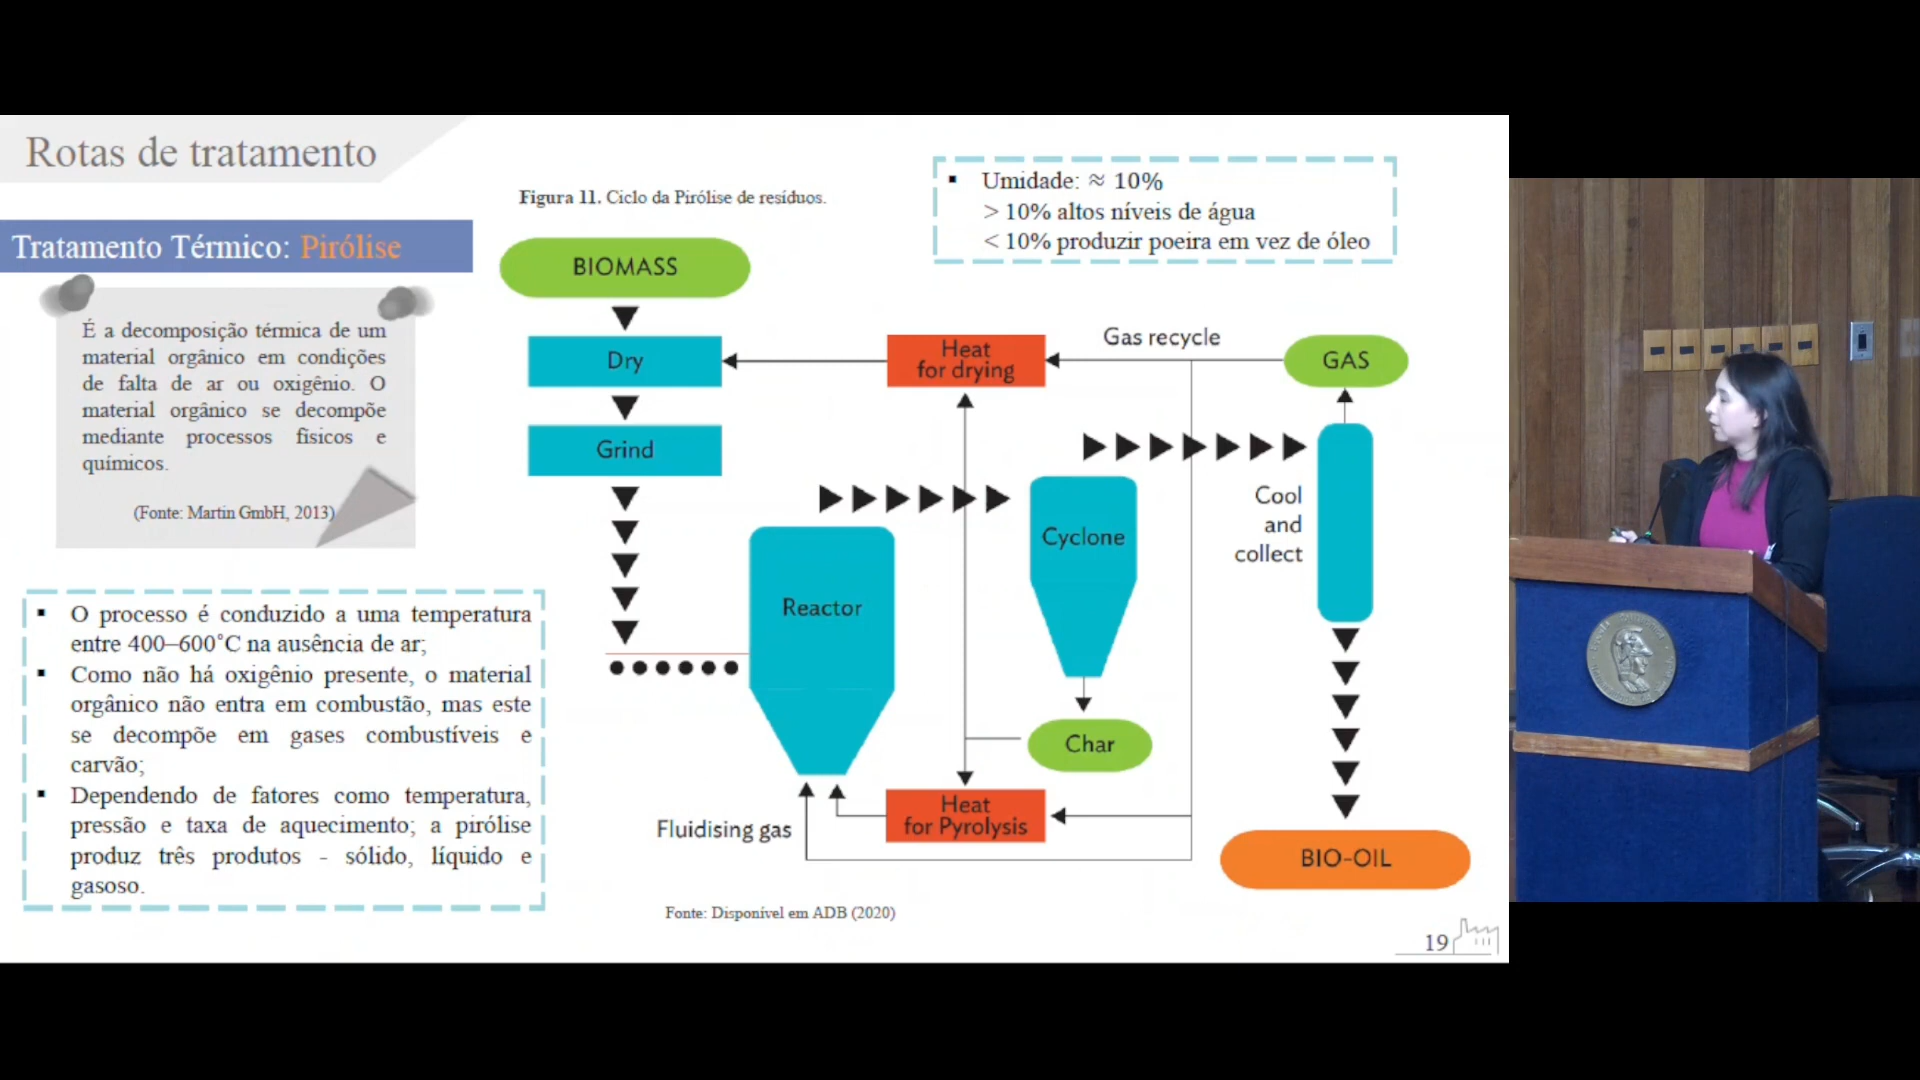 Rotas de tratamento
Tratamento Térmico: Pirólise
É a decomposição térmica de um
material orgânico em condições
de falta de ar ou oxigênio. O
material orgânico se decompõe
mediante processos físicos e
químicos.
(Fonte: Martin GmbH, 2013)
▪ O processo é conduzido a uma temperatura
entre 400–600°C na ausência de ar;
▪ Como não há oxigênio presente, o material
orgânico não entra em combustão, mas este
se decompõe em gases combustíveis e
carvão;
▪ Dependendo de fatores como temperatura,
pressão e taxa de aquecimento; a pirólise
produz três produtos - sólido, líquido e
gasoso.
Figura 11. Ciclo da Pirólise de resíduos.
▪ Umidade: ≈ 10%
> 10% altos níveis de água
< 10% produzir poeira em vez de óleo
BIOMASS
Dry
Grind
Heat
for drying
Gas recycle
GAS
Reactor
Cyclone
Cool
and
collect
Char
Heat
for Pyrolysis
Fluidising gas
BIO-OIL
Fonte: Disponível em ADB (2020)
19